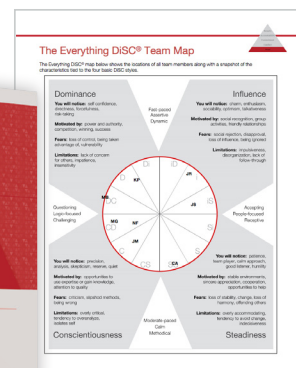 The Everything DiSC® Team Map
The Everything DiSC® map below shows the locations of all team members along with a snapshot of the
characteristics tied to the four basic DiSC styles.
Dominance
You will notice: self-confidence,
directness, forcefulness,
risk-taking
Motivated by: power and authority,
competition, winning, success
Fears: loss of control, being taken
advantage of, vulnerability
Limitations: lack of concern
for others, impatience,
insensitivity
Fast-paced
Assertive
Dynamic
Influence
You will notice: charm, enthusiasm,
sociability, optimism, talkativeness
Motivated by: social recognition, group
activities, friendly relationships
Fears: social rejection, disapproval,
loss of influence, being ignored
Limitations: impulsiveness,
disorganization, lack of
follow-through
Questioning
Logic-focused
Challenging
Accepting
People-focused
Receptive
KP
JR
MB
JS
MG
NF
JM
CA
You will notice: precision,
analysis, skepticism, reserve, quiet
Motivated by: opportunities to
use expertise or gain knowledge,
attention to quality
Fears: criticism, slipshod methods,
being wrong
Limitations: overly critical,
tendency to overanalyze,
isolates self
Conscientiousness
Moderate-paced
Calm
Methodical
You will notice: patience,
team player, calm approach,
good listener, humility
Motivated by: stable environments,
sincere appreciation, cooperation,
opportunities to help
Fears: loss of stability, change, loss of
harmony, offending others
Limitations: overly accommodating,
tendency to avoid change,
indecisiveness
Steadiness